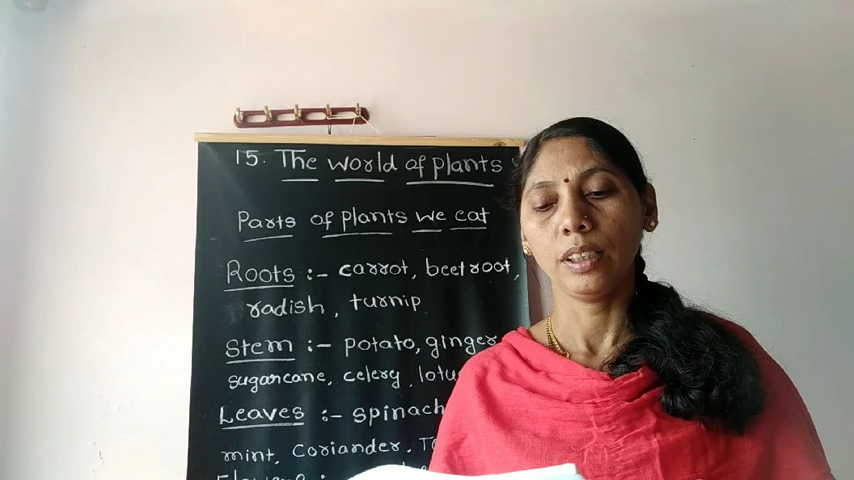 15. The world of plants
Parts of plants we eat
Roots :- carrot, beetroot,
radish, turnip
Stem :- potato, ginger
sugarcane, celery, lotus
Leaves :- spinach
mint, Coriander,